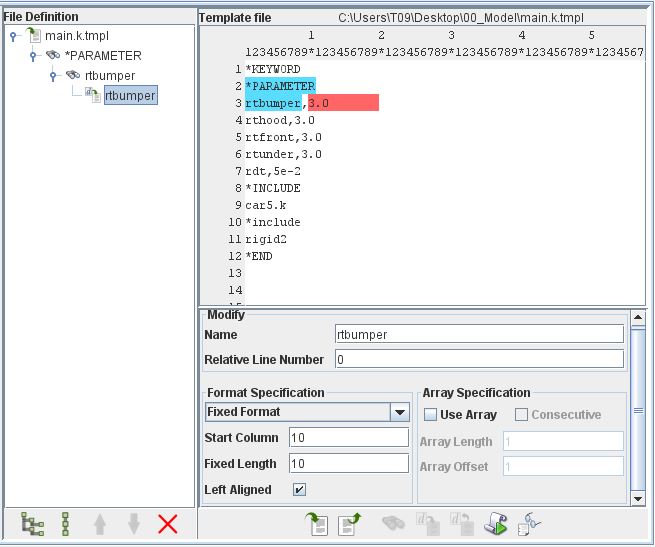 File Definition
main.k.tmpl
*PARAMETER
rtbumper
rtbumper
Template file C:\Users\T09\Desktop\00_Model\main.k.tmpl
1 2 3 4 5
123456789*123456789*123456789*123456789*123456789*1234567
1 *KEYWORD
2 *PARAMETER
3 rtbumper,3.0
4 rthood,3.0
5 rtfront,3.0
6 rtunder,3.0
7 rdt,5e-2
8 *INCLUDE
9 car5.k
10 *include
11 rigid2
12 *END
13
14
15
Modify
Name rtbumper
Relative Line Number 0
Format Specification
Fixed Format
Start Column 10
Fixed Length 10
Left Aligned
Array Specification
Use Array Consecutive
Array Length 1
Array Offset 1